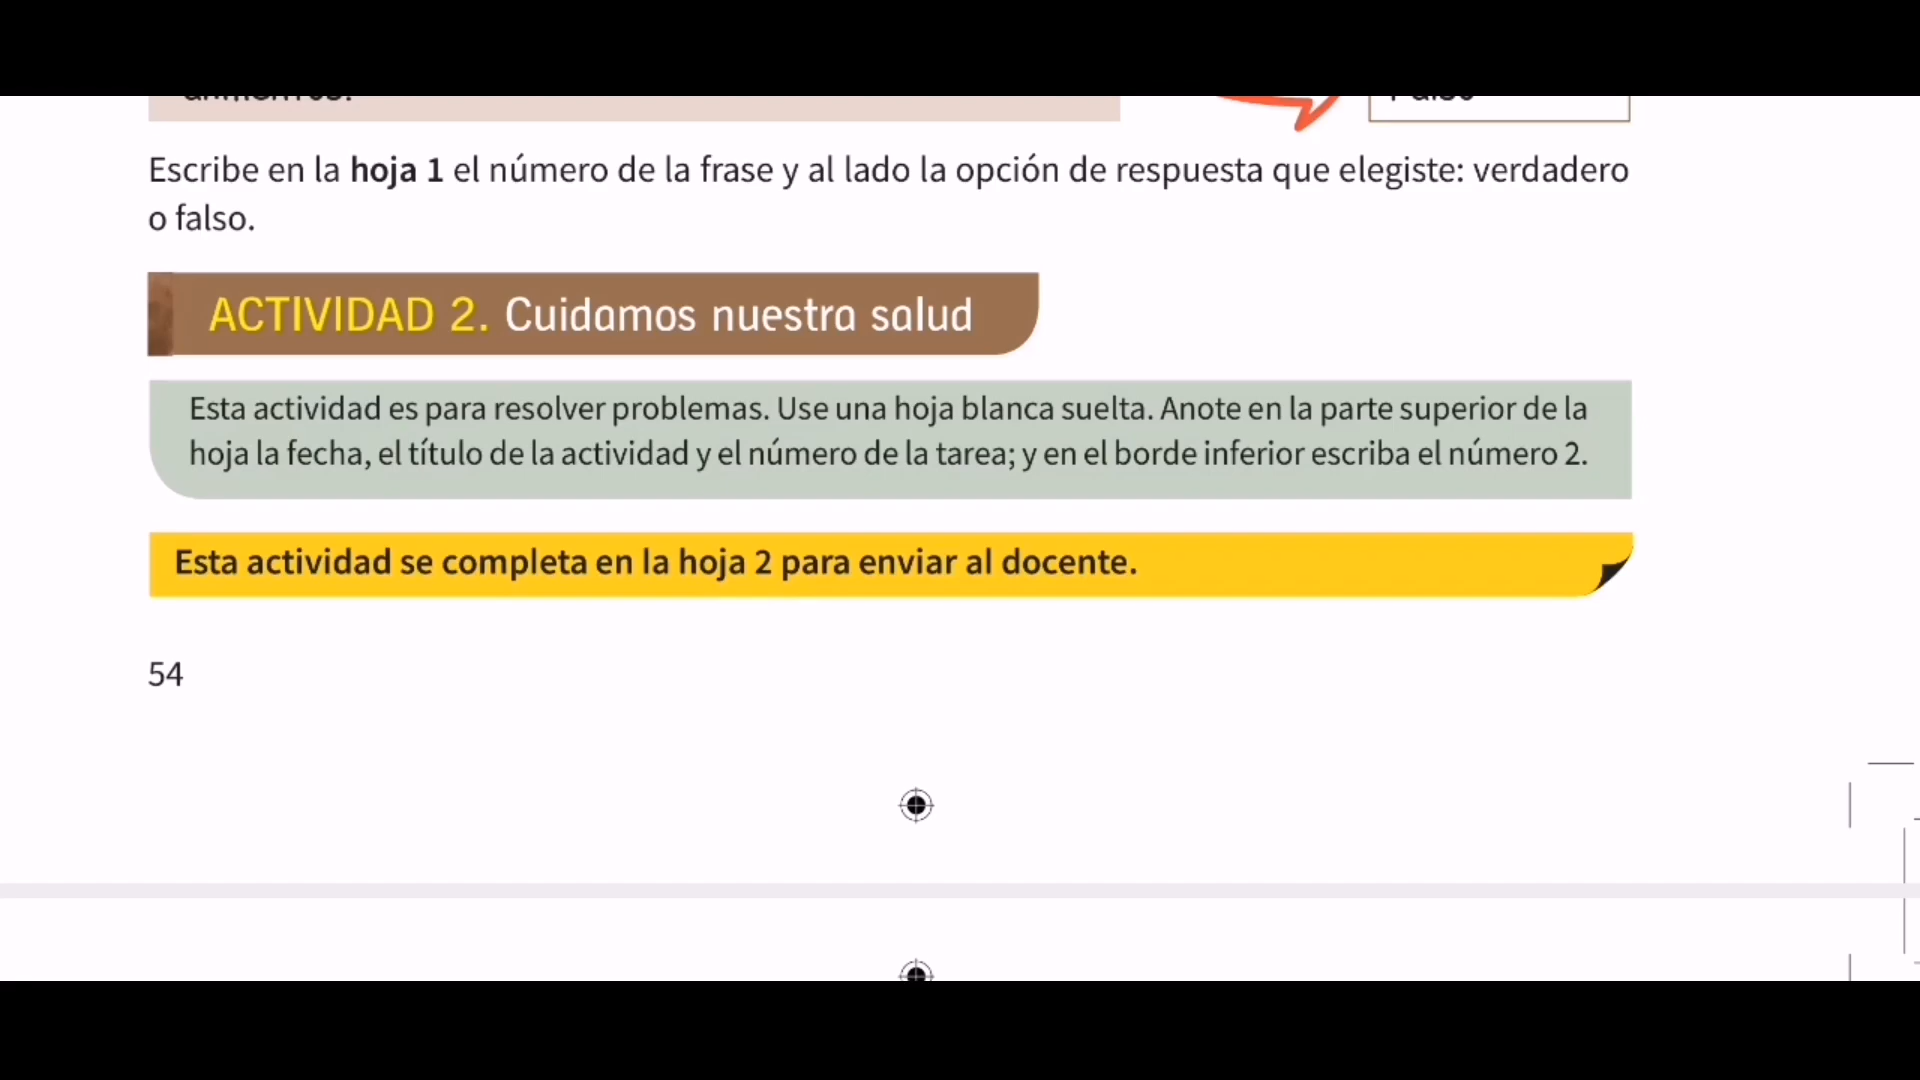 Escribe en la hoja 1 el número de la frase y al lado la opción de respuesta que elegiste: verdadero
o falso.
ACTIVIDAD 2. Cuidamos nuestra salud
Esta actividad es para resolver problemas. Use una hoja blanca suelta. Anote en la parte superior de la
hoja la fecha, el título de la actividad y el número de la tarea; y en el borde inferior escriba el número 2.
Esta actividad se completa en la hoja 2 para enviar al docente.
54